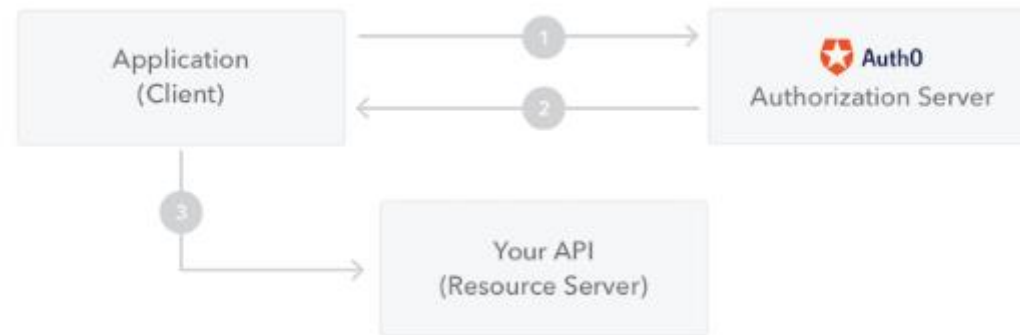 Application
(Client)
1
Auth0
Authorization Server
2
3
Your API
(Resource Server)